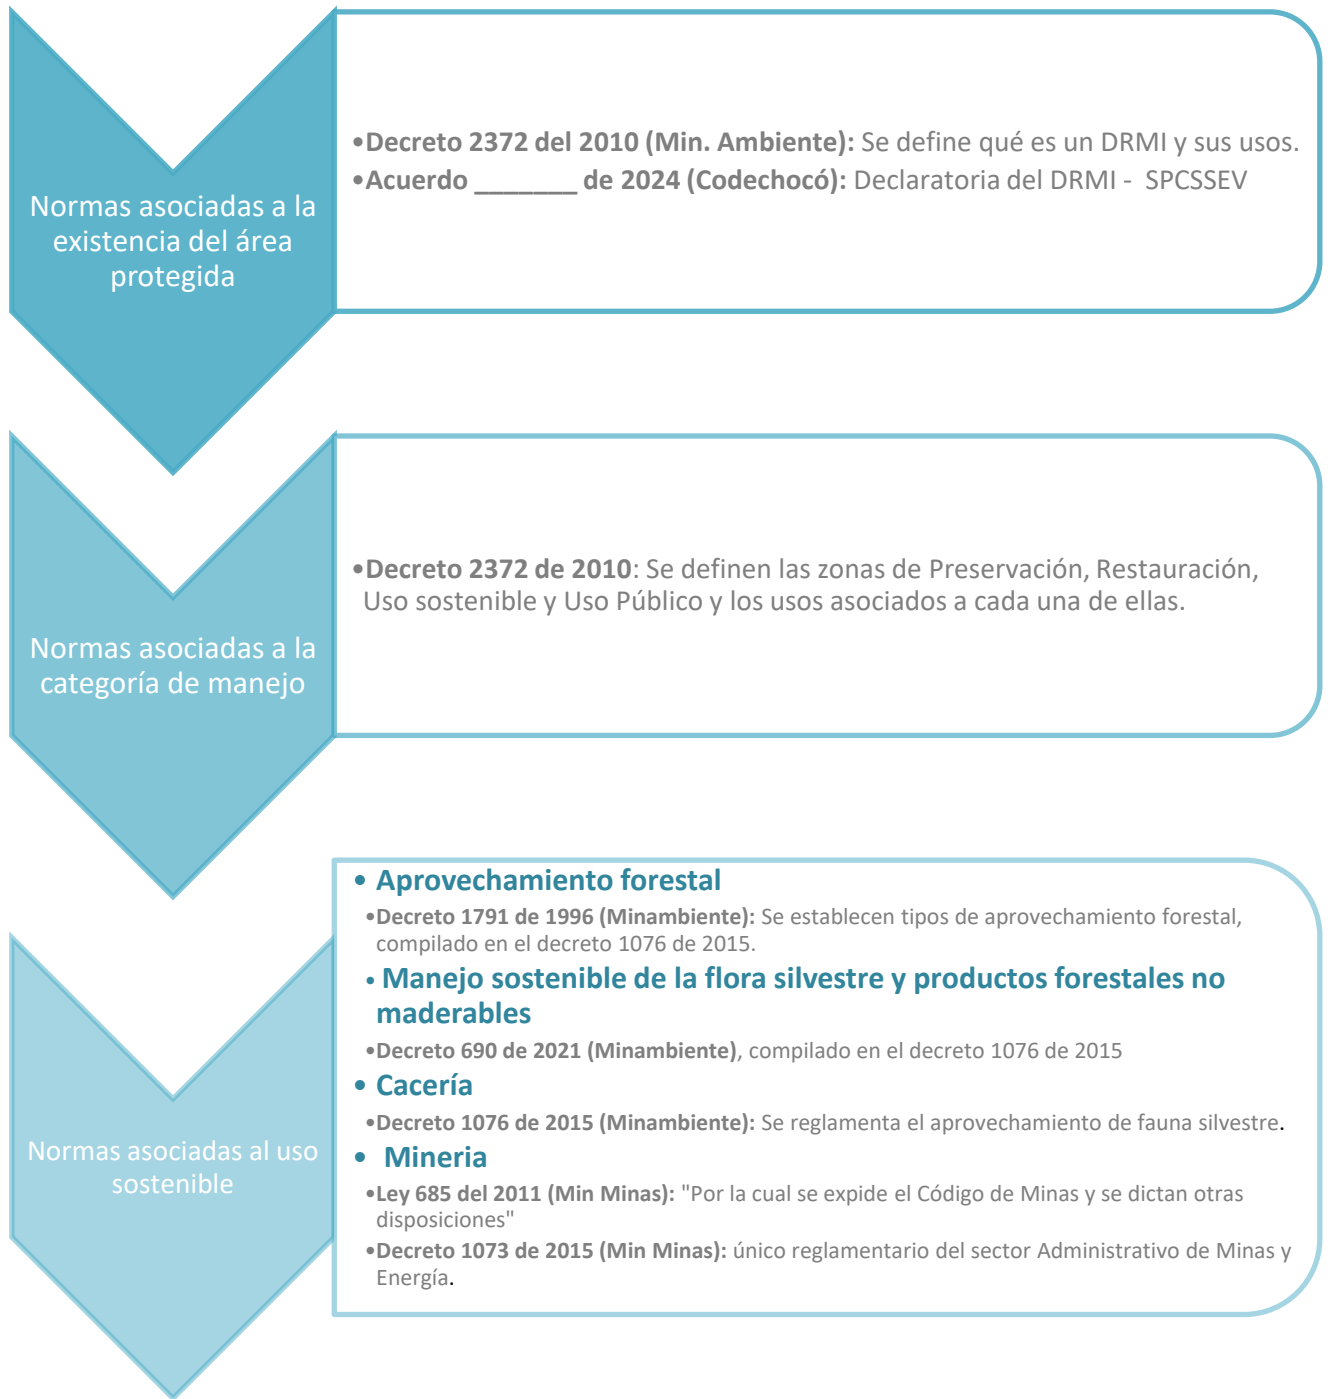 Normas asociadas a la
existencia del área
protegida
•Decreto 2372 del 2010 (Min. Ambiente): Se define qué es un DRMI y sus usos.
•Acuerdo _______ de 2024 (Codechocó): Declaratoria del DRMI - SPCSSEV
Normas asociadas a la
categoría de manejo
•Decreto 2372 de 2010: Se definen las zonas de Preservación, Restauración,
Uso sostenible y Uso Público y los usos asociados a cada una de ellas.
Normas asociadas al uso
sostenible
• Aprovechamiento forestal
•Decreto 1791 de 1996 (Minambiente): Se establecen tipos de aprovechamiento forestal,
compilado en el decreto 1076 de 2015.
• Manejo sostenible de la flora silvestre y productos forestales no
maderables
•Decreto 690 de 2021 (Minambiente), compilado en el decreto 1076 de 2015
• Cacería
•Decreto 1076 de 2015 (Minambiente): Se reglamenta el aprovechamiento de fauna silvestre.
• Mineria
•Ley 685 del 2011 (Min Minas): "Por la cual se expide el Código de Minas y se dictan otras
disposiciones"
•Decreto 1073 de 2015 (Min Minas): único reglamentario del sector Administrativo de Minas y
Energía.